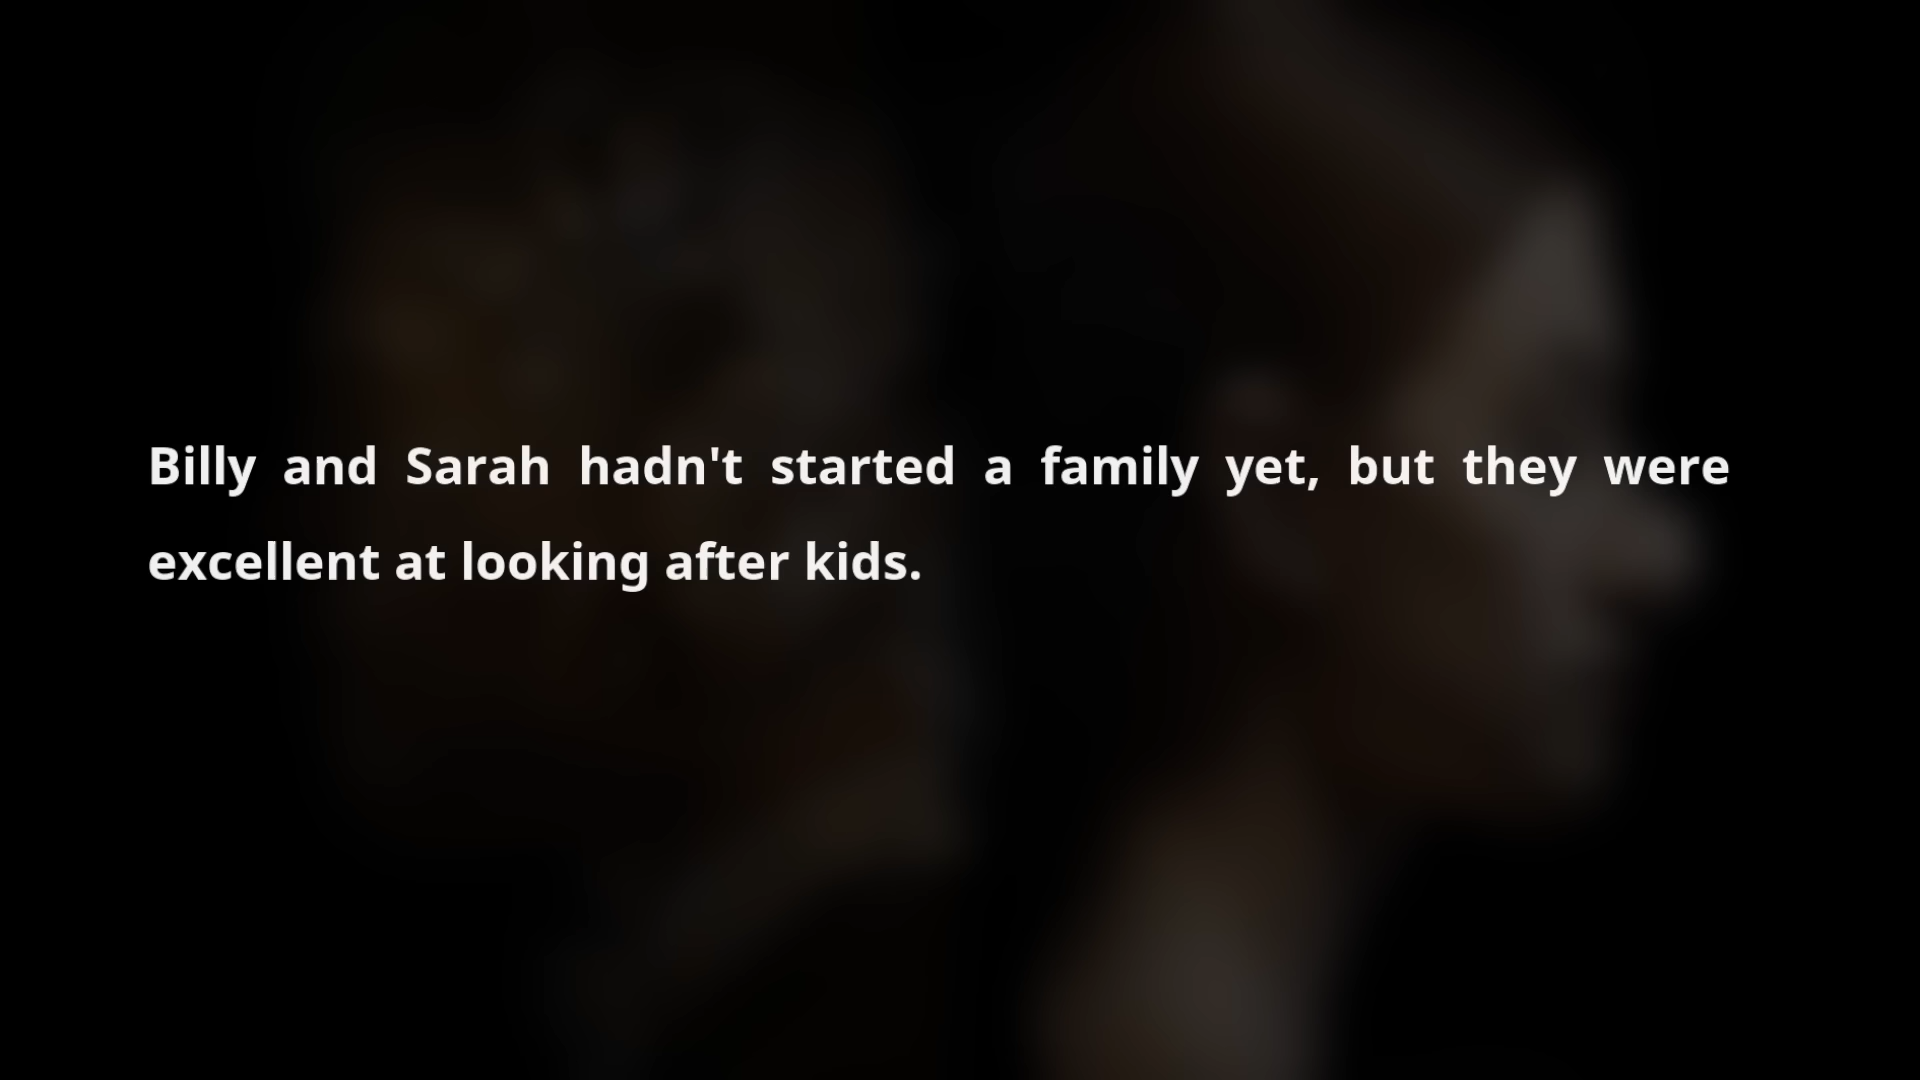 Billy and Sarah hadn't started a family yet, but they were
excellent at looking after kids.